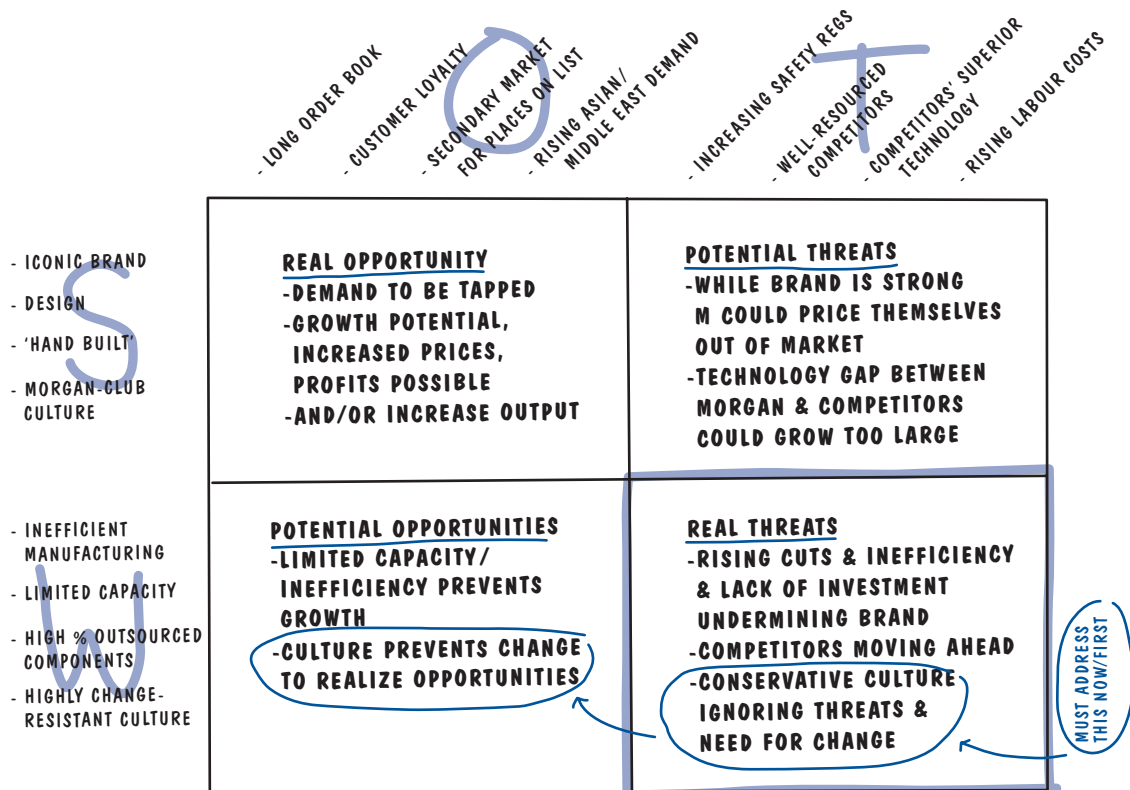 - LONG ORDER BOOK
- CUSTOMER LOYALTY
- SECONDARY MARKET
FOR PLACES ON LIST
- RISING ASIAN/
MIDDLE EAST DEMAND
O
- INCREASING SAFETY REGS
- WELL-RESOURCED
COMPETITORS
- COMPETITORS' SUPERIOR
TECHNOLOGY
- RISING LABOUR COSTS
T
- ICONIC BRAND
- DESIGN
- 'HAND BUILT'
- MORGAN-CLUB
CULTURE
S
REAL OPPORTUNITY
-DEMAND TO BE TAPPED
-GROWTH POTENTIAL,
INCREASED PRICES,
PROFITS POSSIBLE
-AND/OR INCREASE OUTPUT
POTENTIAL THREATS
-WHILE BRAND IS STRONG
M COULD PRICE THEMSELVES
OUT OF MARKET
-TECHNOLOGY GAP BETWEEN
MORGAN & COMPETITORS
COULD GROW TOO LARGE
- INEFFICIENT
MANUFACTURING
- LIMITED CAPACITY
- HIGH % OUTSOURCED
COMPONENTS
- HIGHLY CHANGE-
RESISTANT CULTURE
W
POTENTIAL OPPORTUNITIES
-LIMITED CAPACITY/
INEFFICIENCY PREVENTS
GROWTH
-CULTURE PREVENTS CHANGE
TO REALIZE OPPORTUNITIES
REAL THREATS
-RISING CUTS & INEFFICIENCY
& LACK OF INVESTMENT
UNDERMINING BRAND
-COMPETITORS MOVING AHEAD
-CONSERVATIVE CULTURE
IGNORING THREATS &
NEED FOR CHANGE
MUST ADDRESS
THIS NOW/FIRST